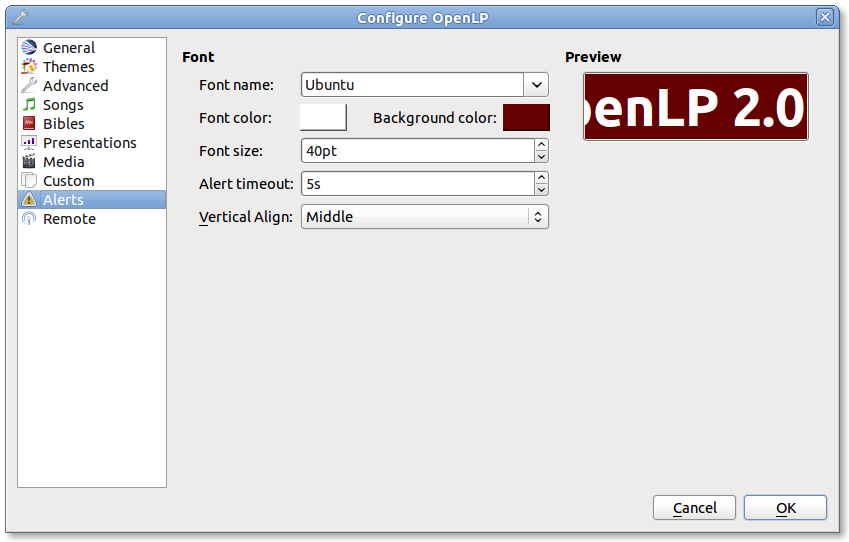 Configure OpenLP
General
Themes
Advanced
Songs
Bibles
Presentations
Media
Custom
Alerts
Remote
Font
Font name: Ubuntu
Font color: Background color:
Font size: 40pt
Alert timeout: 5s
Vertical Align: Middle
Preview
enLP 2.0
Cancel OK